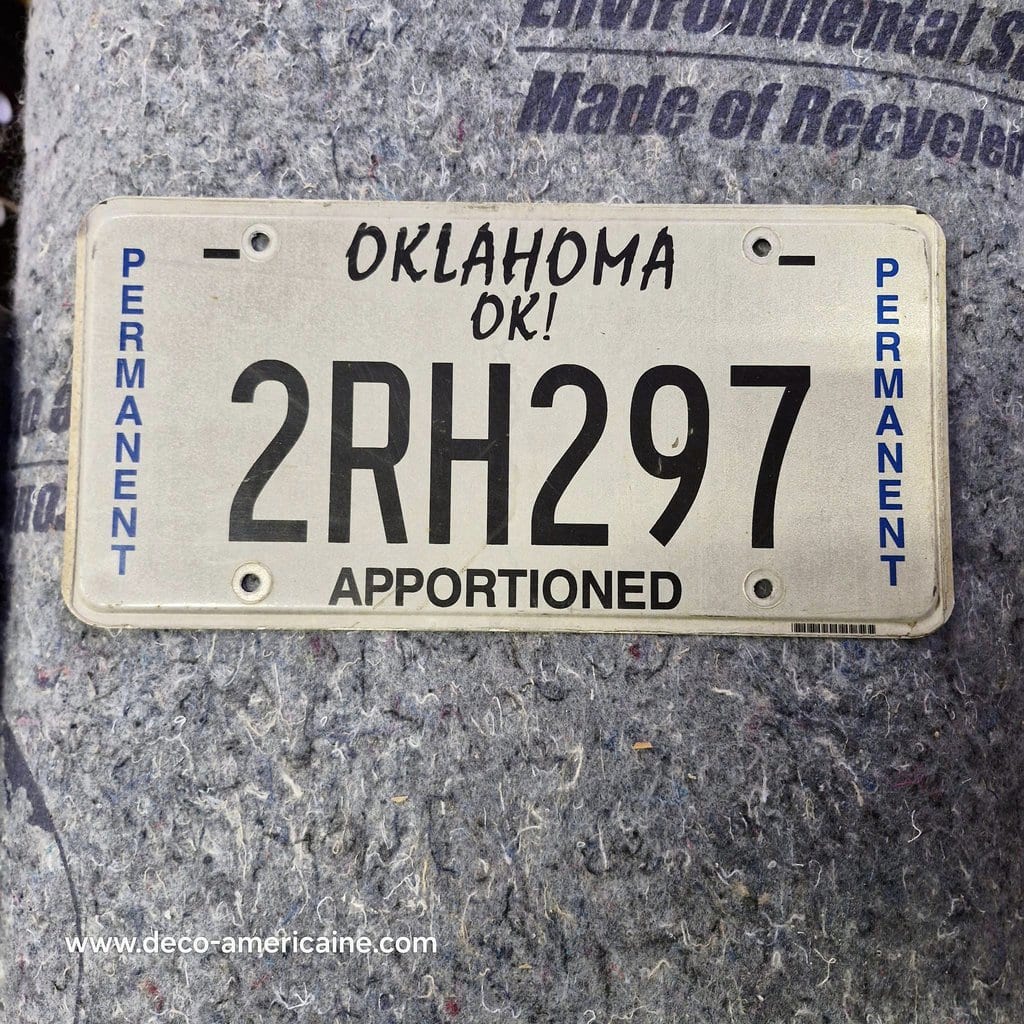 Environmental
Made of Recycled
OKLAHOMA
OK!
PERMANENT
2RH297
PERMANENT
APPORTIONED
www.deco-americaine.com